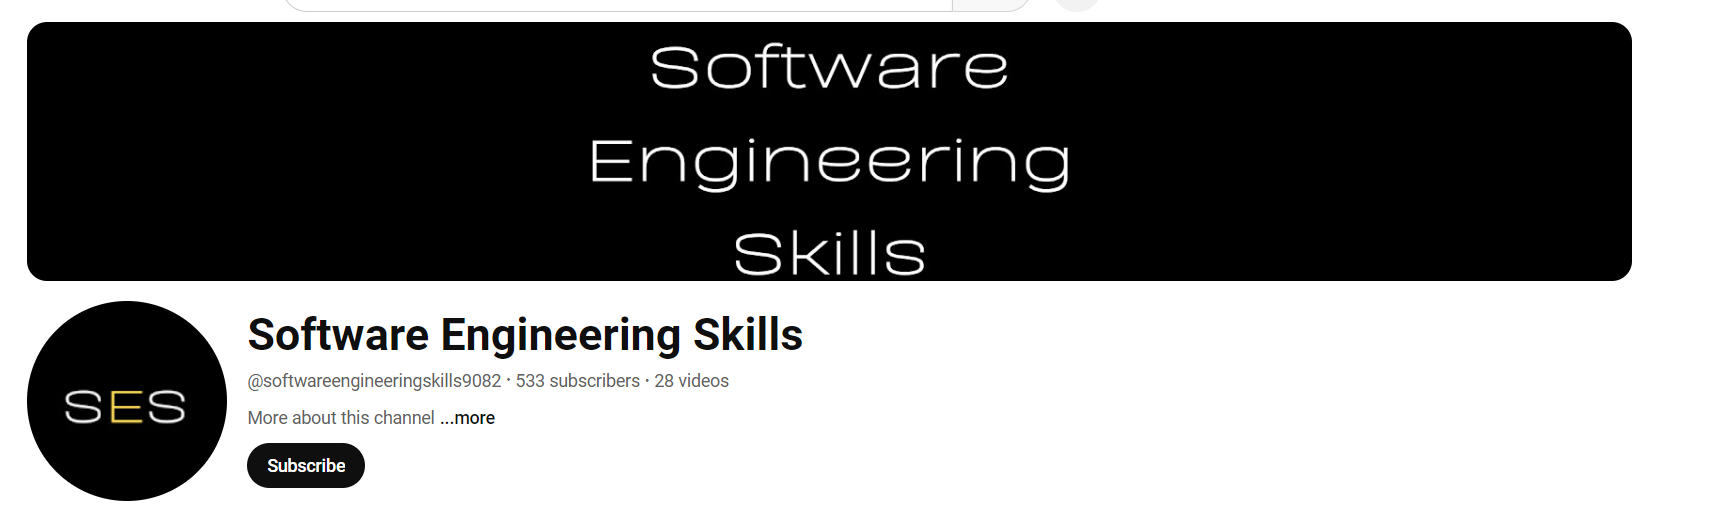 Software
Engineering
Skills
SES
Software Engineering Skills
@softwareengineeringskills9082 · 533 subscribers · 28 videos
More about this channel ...more
Subscribe